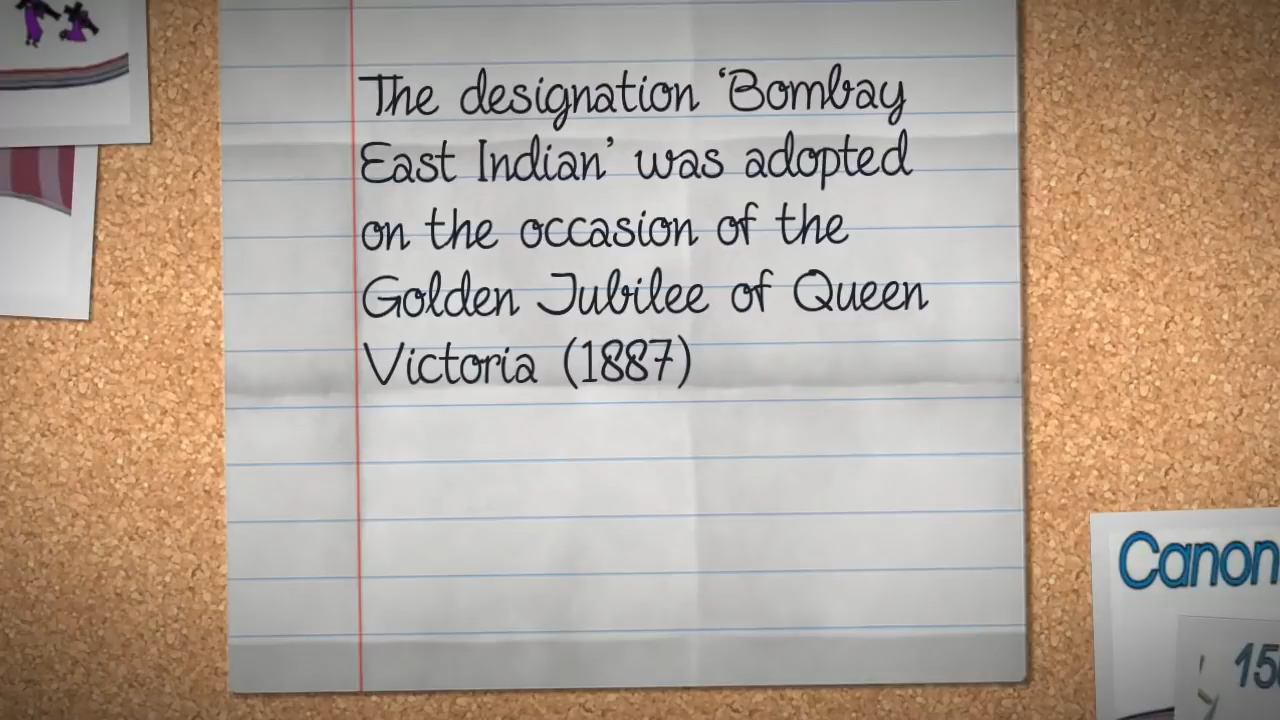 The designation ‘Bombay
East Indian’ was adopted
on the occasion of the
Golden Jubilee of Queen
Victoria (1887)
Canon